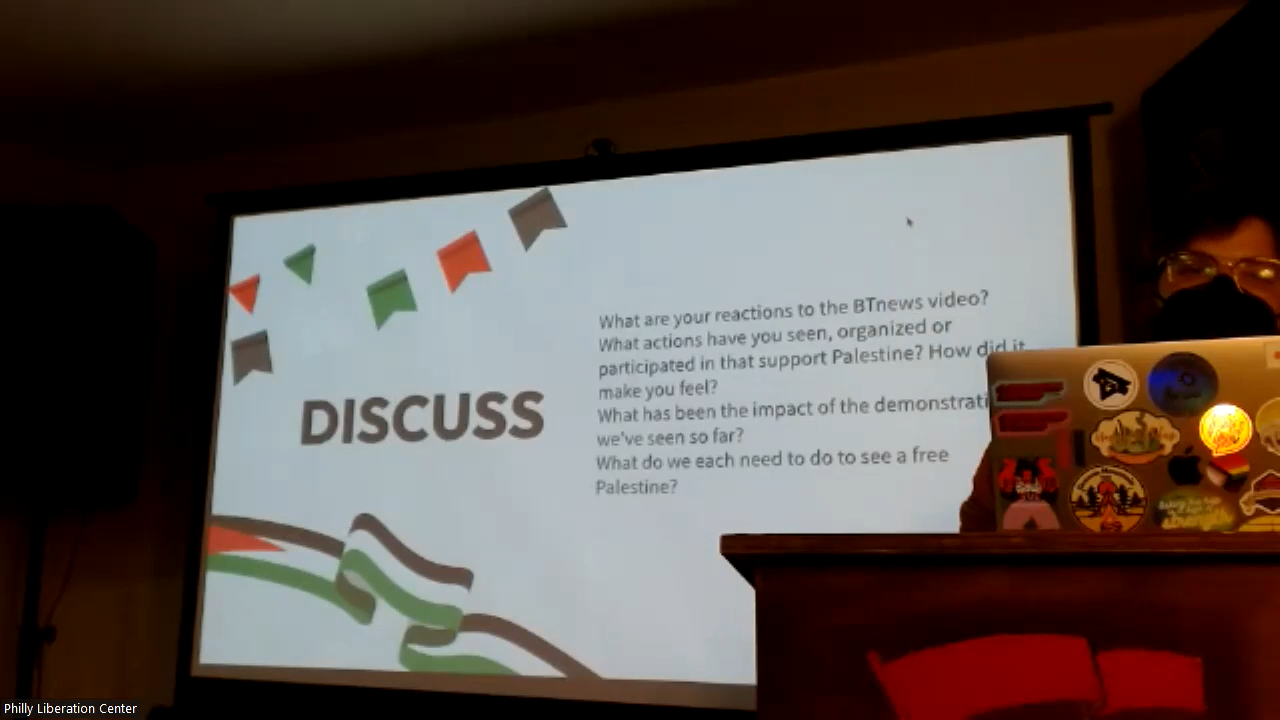 What are your reactions to the BTnews video?
What actions have you seen, organized or
participated in that support Palestine? How did it
make you feel?
What has been the impact of the demonstrati
we've seen so far?
What do we each need to do to see a free
Palestine?
DISCUSS
Philly Liberation Center